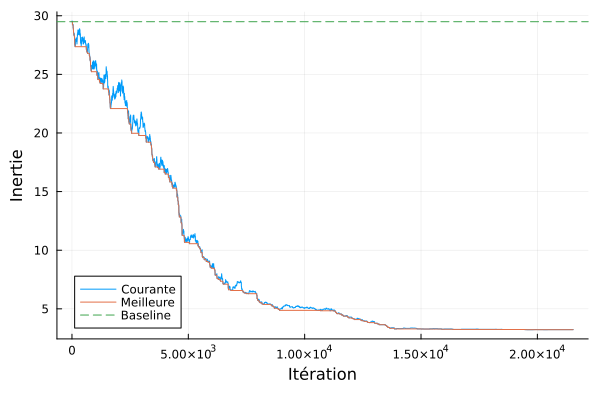 30
25
20
15
10
5
Inertie
Courante
Meilleure
Baseline
0 5.00×10³ 1.00×10⁴ 1.50×10⁴ 2.00×10⁴
Itération